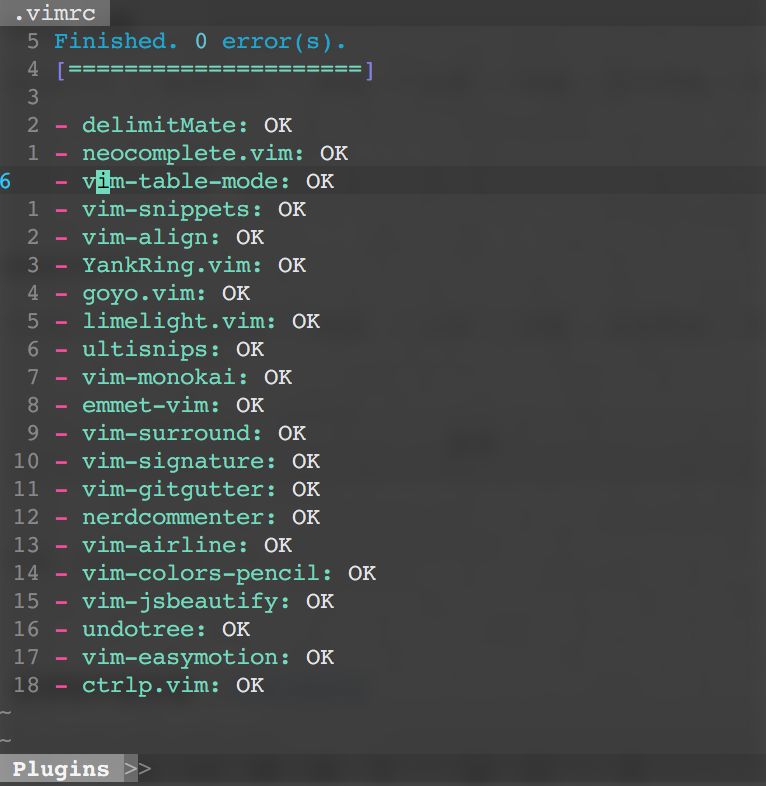 .vimrc
5 Finished. 0 error(s).
4 [=====================]
3
2 - delimitMate: OK
1 - neocomplete.vim: OK
6 - vim-table-mode: OK
1 - vim-snippets: OK
2 - vim-align: OK
3 - YankRing.vim: OK
4 - goyo.vim: OK
5 - limelight.vim: OK
6 - ultisnips: OK
7 - vim-monokai: OK
8 - emmet-vim: OK
9 - vim-surround: OK
10 - vim-signature: OK
11 - vim-gitgutter: OK
12 - nerdcommenter: OK
13 - vim-airline: OK
14 - vim-colors-pencil: OK
15 - vim-jsbeautify: OK
16 - undotree: OK
17 - vim-easymotion: OK
18 - ctrlp.vim: OK
~
~
Plugins >>